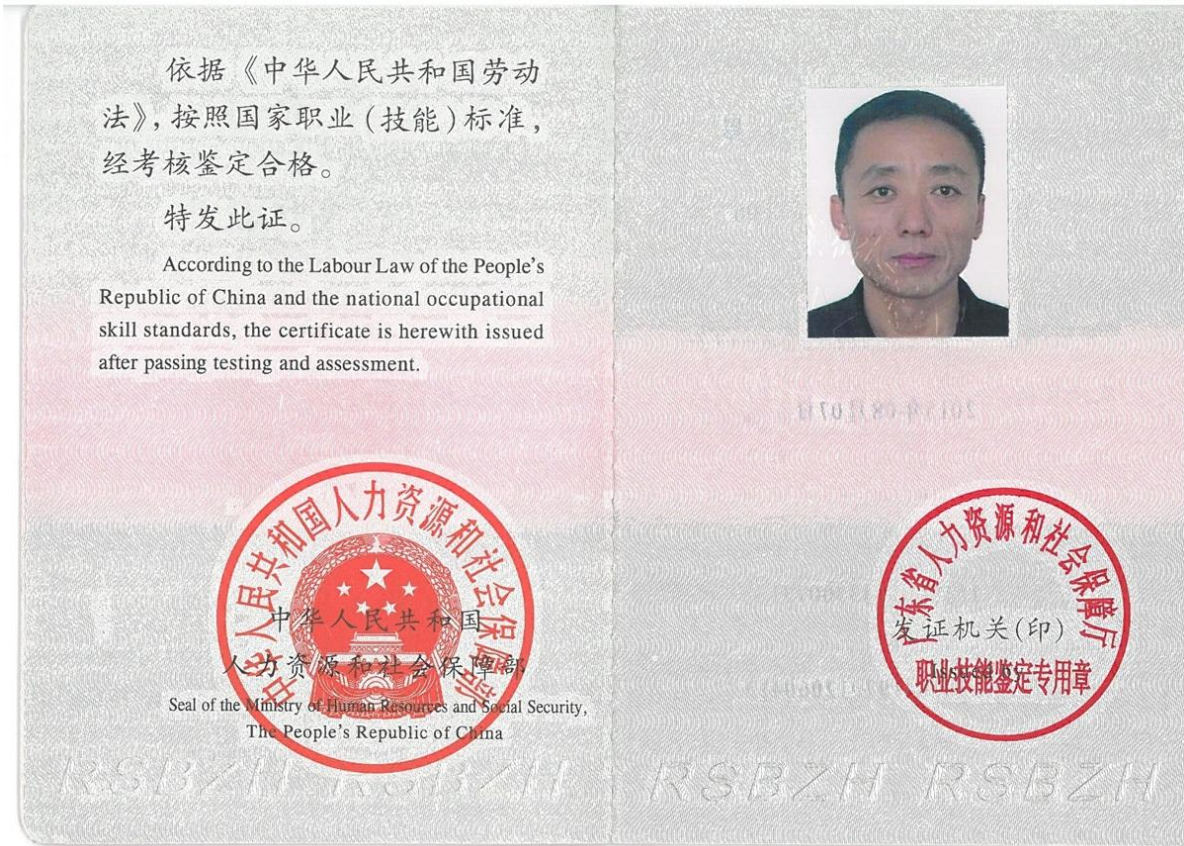 依据《中华人民共和国劳动
法》，按照国家职业（技能）标准，
经考核鉴定合格。
特发此证。
According to the Labour Law of the People's
Republic of China and the national occupational
skill standards, the certificate is herewith issued
after passing testing and assessment.
中华人民共和国人力资源和社会保障部
中华人民共和国
人力资源和社会保障部
Seal of the Ministry of Human Resources and Social Security,
The People's Republic of China
RSBZH RSBZH
广东省人力资源和社会保障厅
发证机关(印)
Issued by
职业技能鉴定专用章
RSBZH RSBZH